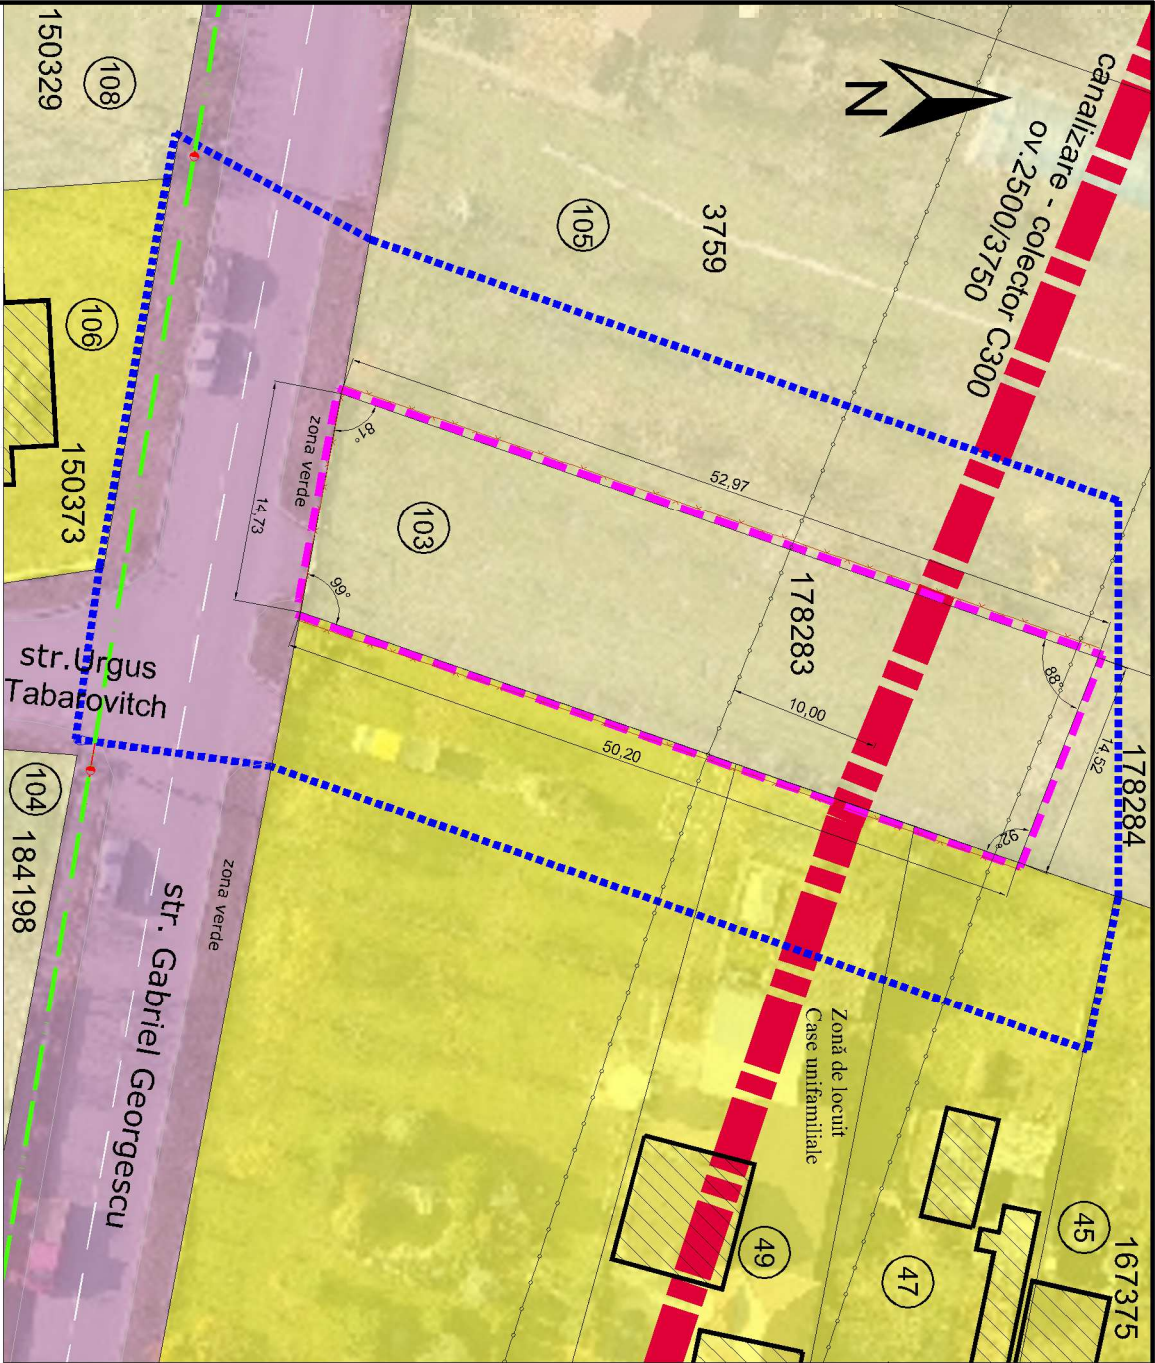 canalizare - colector C300
ov.2500/3750
N
108
150329
105
3759
106
150373
zona verde
81°
14,73
99°
103
52,97
178283
10,00
50,20
88°
14,52
92°
178284
str.Urgus
Tabarovitch
104
184198
zona verde
str. Gabriel Georgescu
Zonă de locuit
Case unifamiliale
49
47
45
167375